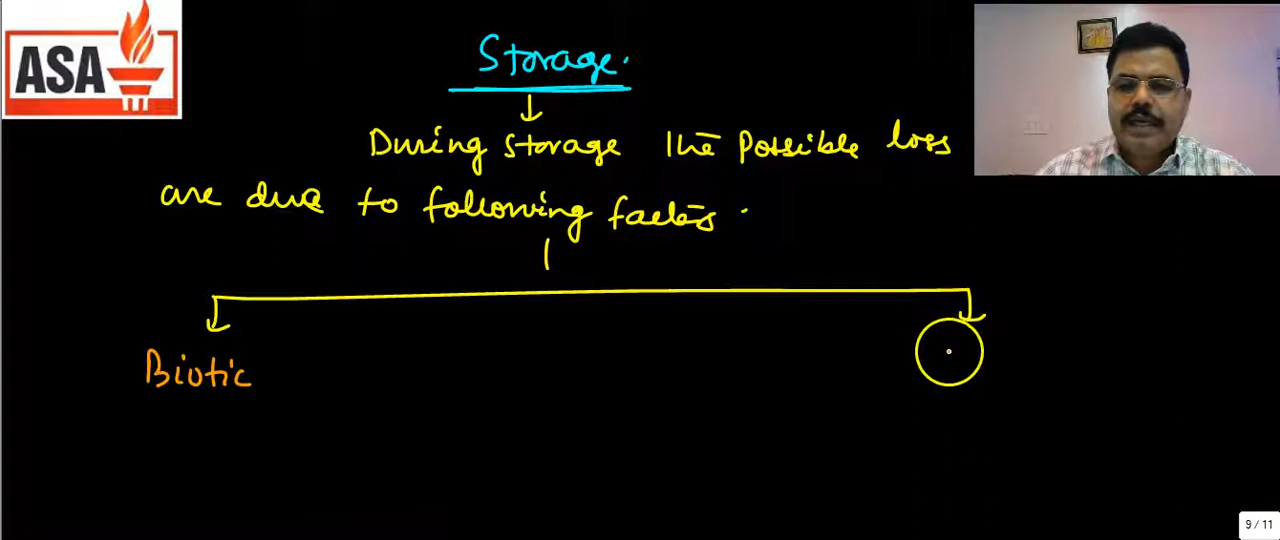 ASA
Storage.
During storage the possible loss
are due to following factors.
Biotic
9 / 11